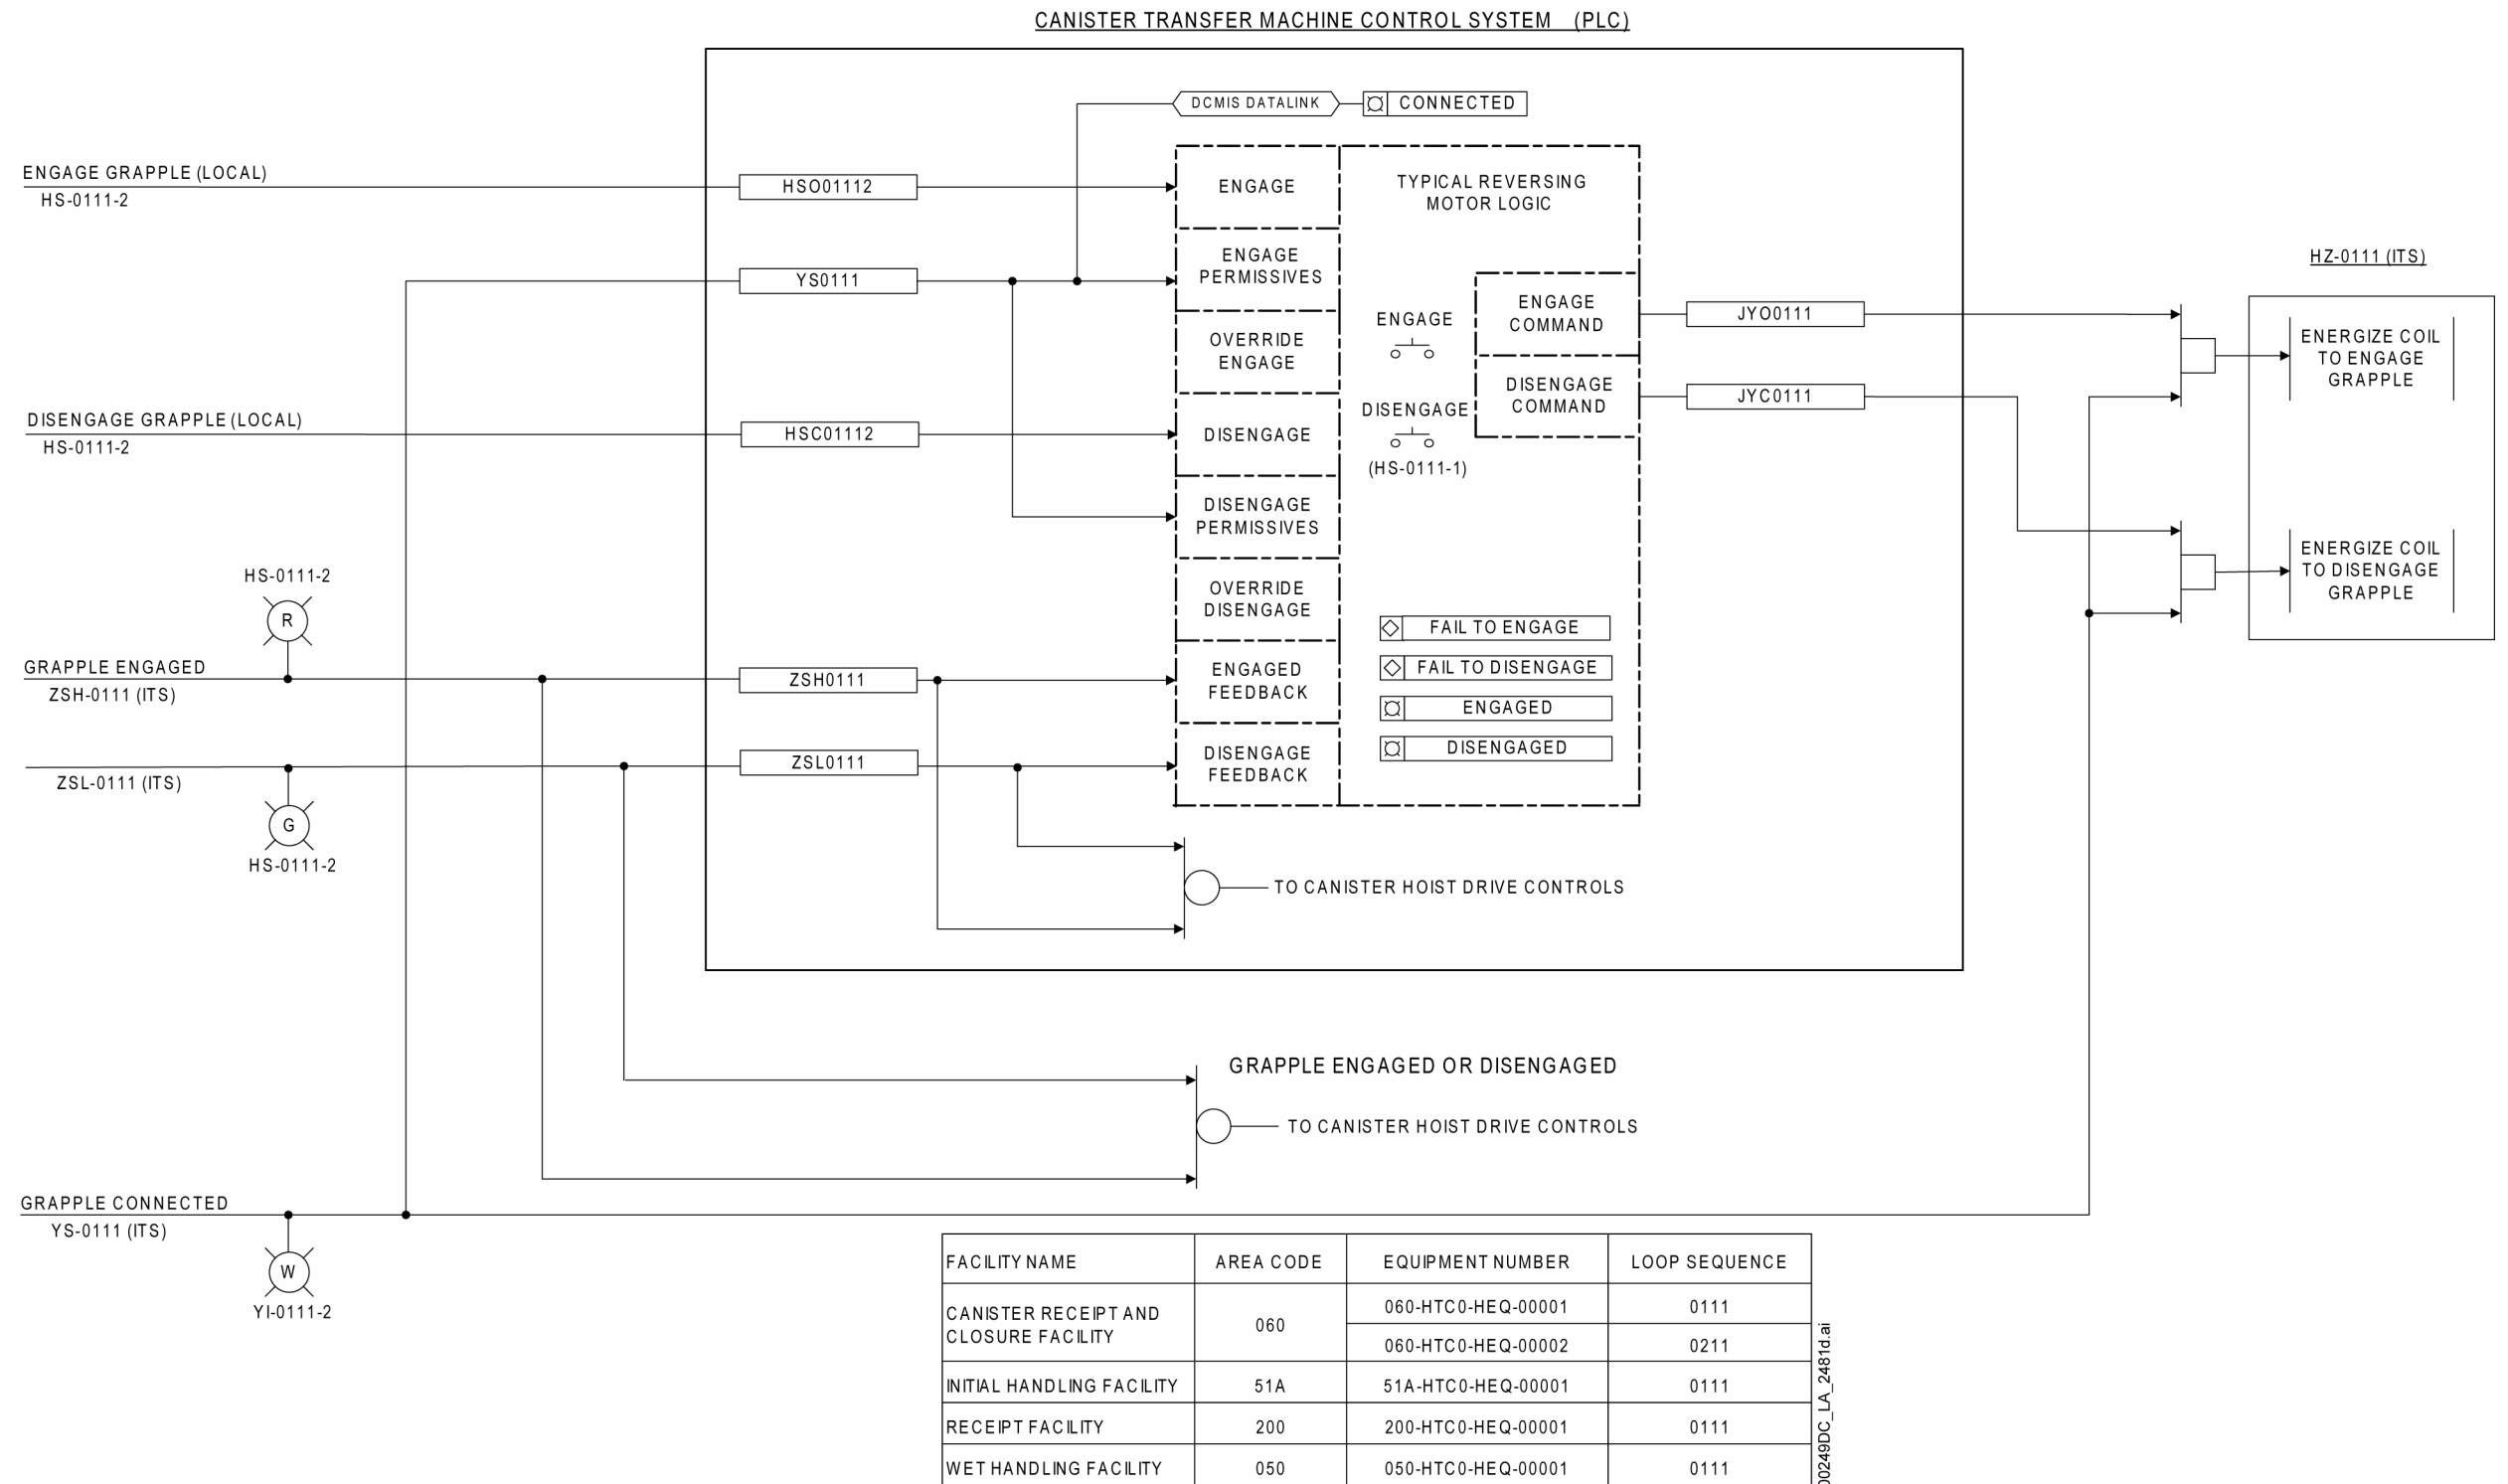 CANISTER TRANSFER MACHINE CONTROL SYSTEM (PLC)
DCMIS DATALINK
CONNECTED
ENGAGE GRAPPLE (LOCAL)
HS-0111-2
HSO01112
ENGAGE
TYPICAL REVERSING
MOTOR LOGIC
YS0111
ENGAGE
PERMISSIVES
OVERRIDE
ENGAGE
ENGAGE
ENGAGE
COMMAND
JYO0111
HZ-0111 (ITS)
ENERGIZE COIL
TO ENGAGE
GRAPPLE
DISENGAGE GRAPPLE (LOCAL)
HS-0111-2
HSC01112
DISENGAGE
DISENGAGE
(HS-0111-1)
DISENGAGE
COMMAND
JYC0111
DISENGAGE
PERMISSIVES
ENERGIZE COIL
TO DISENGAGE
GRAPPLE
OVERRIDE
DISENGAGE
HS-0111-2
R
GRAPPLE ENGAGED
ZSH-0111 (ITS)
ZSH0111
ENGAGED
FEEDBACK
FAIL TO ENGAGE
FAIL TO DISENGAGE
ENGAGED
DISENGAGED
ZSL-0111 (ITS)
ZSL0111
DISENGAGE
FEEDBACK
G
HS-0111-2
TO CANISTER HOIST DRIVE CONTROLS
GRAPPLE ENGAGED OR DISENGAGED
TO CANISTER HOIST DRIVE CONTROLS
GRAPPLE CONNECTED
YS-0111 (ITS)
W
YI-0111-2
FACILITY NAME AREA CODE EQUIPMENT NUMBER LOOP SEQUENCE
CANISTER RECEIPT AND
CLOSURE FACILITY
060
060-HTC0-HEQ-00001 0111
060-HTC0-HEQ-00002 0211
INITIAL HANDLING FACILITY 51A 51A-HTC0-HEQ-00001 0111
RECEIPT FACILITY 200 200-HTC0-HEQ-00001 0111
WET HANDLING FACILITY 050 050-HTC0-HEQ-00001 0111
00249DC_LA_2481d.ai